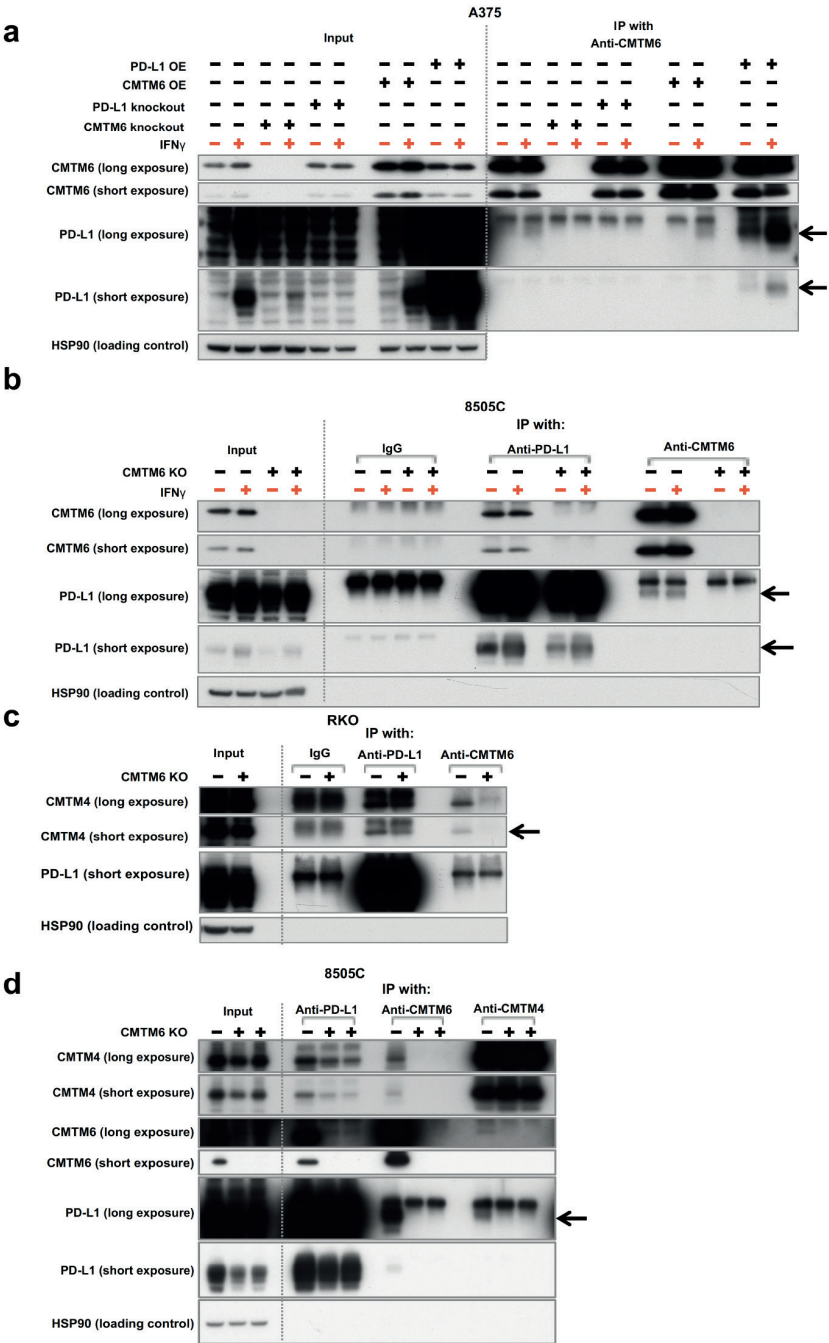 a
A375
Input
IP with
Anti-CMTM6
PD-L1 OE − − − − − − − − + + − − − − − − − − + +
CMTM6 OE − − − − − − + + − − − − − − − − + + − −
PD-L1 knockout − − − − + + − − − − − − − − + + − − − −
CMTM6 knockout − − + + − − − − − − − − + + − − − − − −
IFNγ − + − + − + − + − + − + − + − + − + − +
CMTM6 (long exposure)
CMTM6 (short exposure)
PD-L1 (long exposure)
PD-L1 (short exposure)
HSP90 (loading control)
b
8505C
IP with:
Input
IgG
Anti-PD-L1
Anti-CMTM6
CMTM6 KO − − + + − − + + − − + + − − + +
IFNγ − + − + − + − + − + − + − + − +
CMTM6 (long exposure)
CMTM6 (short exposure)
PD-L1 (long exposure)
PD-L1 (short exposure)
HSP90 (loading control)
c
RKO
IP with:
Input
IgG
Anti-PD-L1
Anti-CMTM6
CMTM6 KO − + − + − + − +
CMTM4 (long exposure)
CMTM4 (short exposure)
PD-L1 (short exposure)
HSP90 (loading control)
d
8505C
IP with:
Input
Anti-PD-L1
Anti-CMTM6
Anti-CMTM4
CMTM6 KO − + + − + + − + + − + +
CMTM4 (long exposure)
CMTM4 (short exposure)
CMTM6 (long exposure)
CMTM6 (short exposure)
PD-L1 (long exposure)
PD-L1 (short exposure)
HSP90 (loading control)